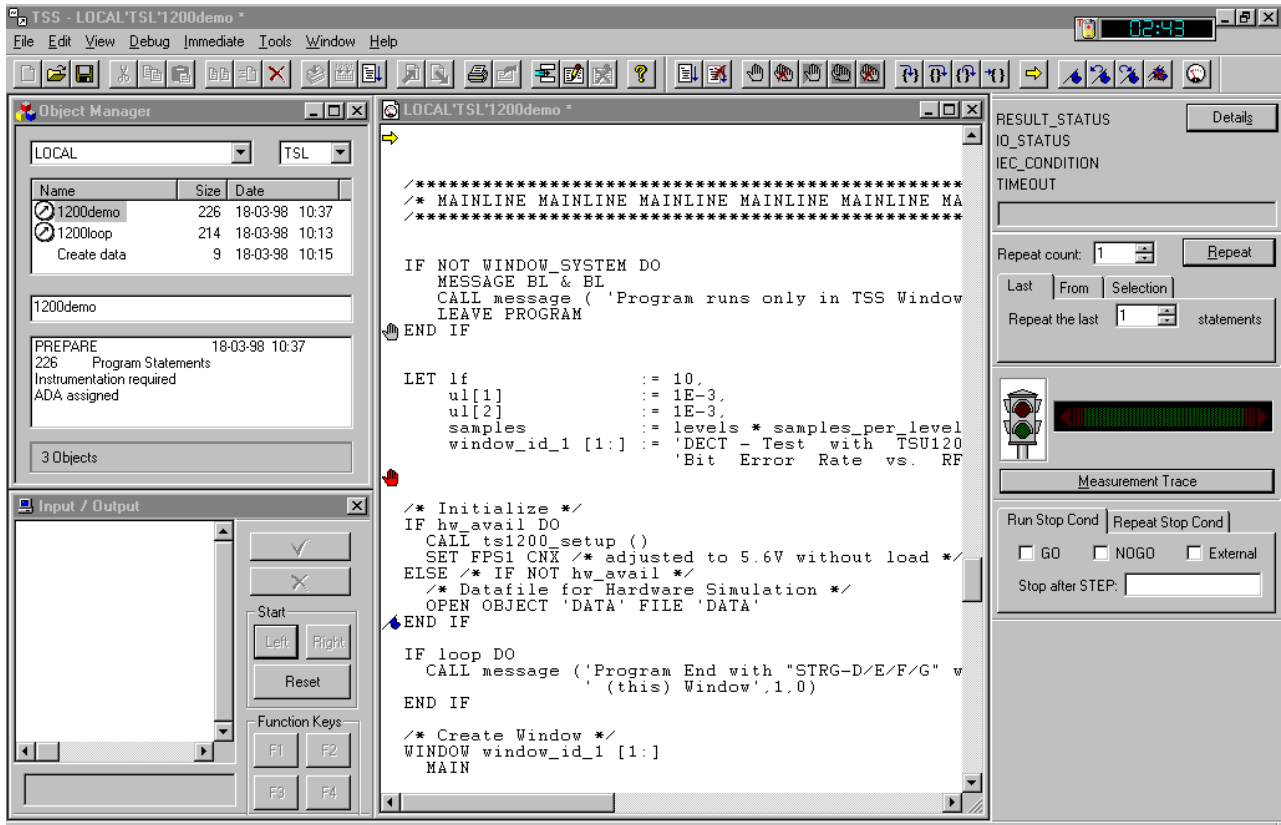 TSS - LOCAL'TSL'1200demo *
02:43
File Edit View Debug Immediate Tools Window Help
Object Manager
LOCAL TSL
Name Size Date
1200demo 226 18-03-98 10:37
1200loop 214 18-03-98 10:13
Create data 9 18-03-98 10:15
1200demo
PREPARE 18-03-98 10:37
226 Program Statements
Instrumentation required
ADA assigned
3 Objects
Input / Output
Start
Left Right
Reset
Function Keys
F1 F2
F3 F4
LOCAL'TSL'1200demo *
/*************************************************
/* MAINLINE MAINLINE MAINLINE MAINLINE MAINLINE MA
/*************************************************
IF NOT WINDOW_SYSTEM DO
MESSAGE BL & BL
CALL message ( 'Program runs only in TSS Window
LEAVE PROGRAM
END IF
LET lf := 10,
ul[1] := 1E-3,
ul[2] := 1E-3,
samples := levels * samples_per_level
window_id_1 [1:] := 'DECT - Test with TSU120
'Bit Error Rate vs. RF
/* Initialize */
IF hw_avail DO
CALL ts1200_setup ()
SET FPS1 CNX /* adjusted to 5.6V without load */
ELSE /* IF NOT hw_avail */
/* Datafile for Hardware Simulation */
OPEN OBJECT 'DATA' FILE 'DATA'
END IF
IF loop DO
CALL message ('Program End with "STRG-D/E/F/G" w
' (this) Window',1,0)
END IF
/* Create Window */
WINDOW window_id_1 [1:]
MAIN
RESULT_STATUS Details
IO_STATUS
IEC_CONDITION
TIMEOUT
Repeat count: 1 Repeat
Last From Selection
Repeat the last 1 statements
Measurement Trace
Run Stop Cond Repeat Stop Cond
GO NOGO External
Stop after STEP: